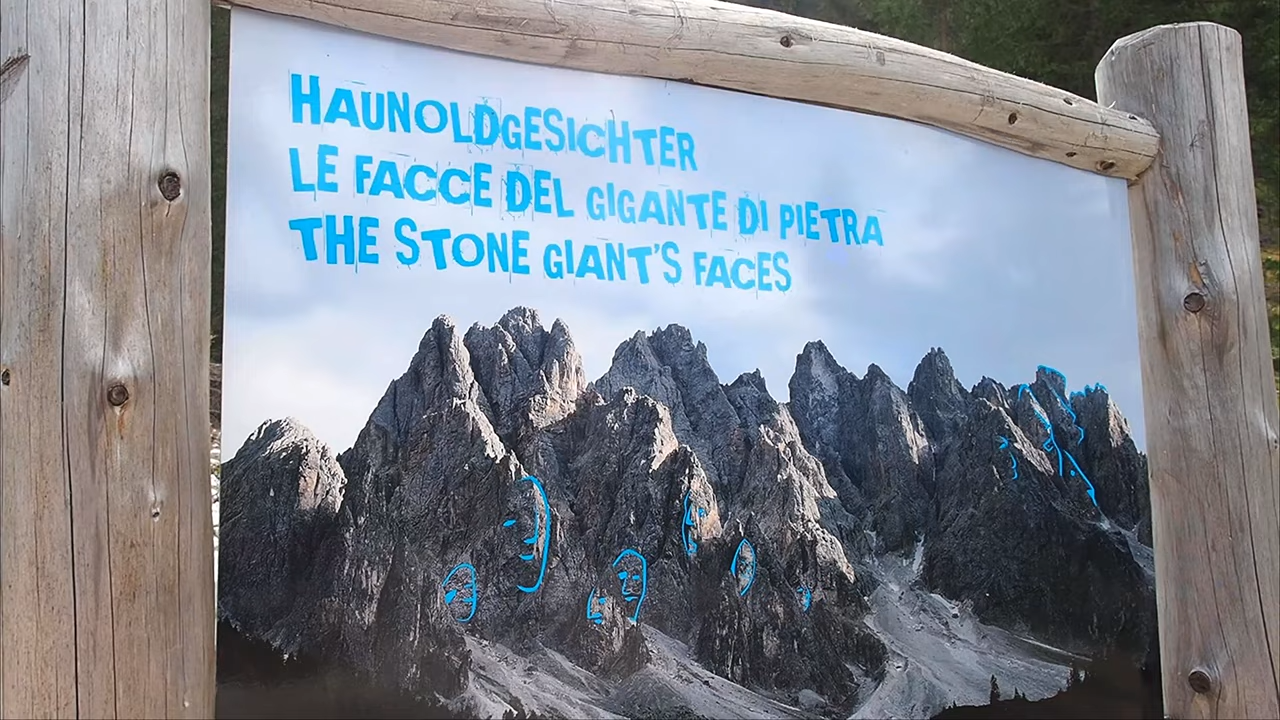 HAUNOLDGESICHTER
LE FACCE DEL GIGANTE DI PIETRA
THE STONE GIANT'S FACES